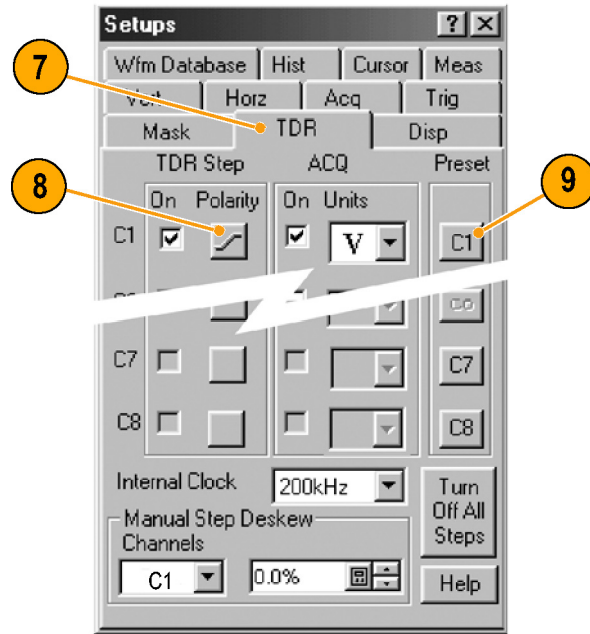 Setups ? ×
Wfm Database Hist Cursor Meas
Horz Acq Trig
Mask TDR Disp
TDR Step ACQ Preset
On Polarity On Units
C1 V C1
C7 C7
C8 C8
Internal Clock 200kHz
Turn Off All Steps
Manual Step Deskew
Channels
C1 0.0%
Help
7
8
9